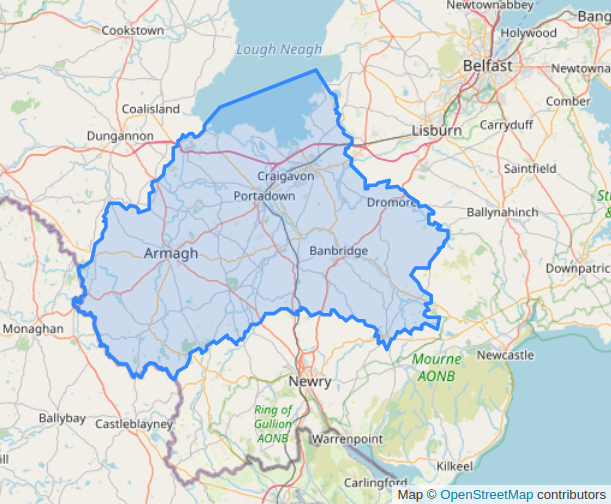 Newtownabbey
Cookstown
Holywood
Bang
Lough Neagh
Belfast
Newtowna
Comber
Coalisland
Carryduff
Lisburn
Dungannon
Saintfield
Craigavon
Portadown
Dromore
Ballynahinch
St
Armagh
Banbridge
Downpatric
Monaghan
Newcastle
Mourne
AONB
Newry
Ballybay
Ring of
Gullion
AONB
Castleblayney
Warrenpoint
ll
Kilkeel
Carlingford
Map © OpenStreetMap contributors